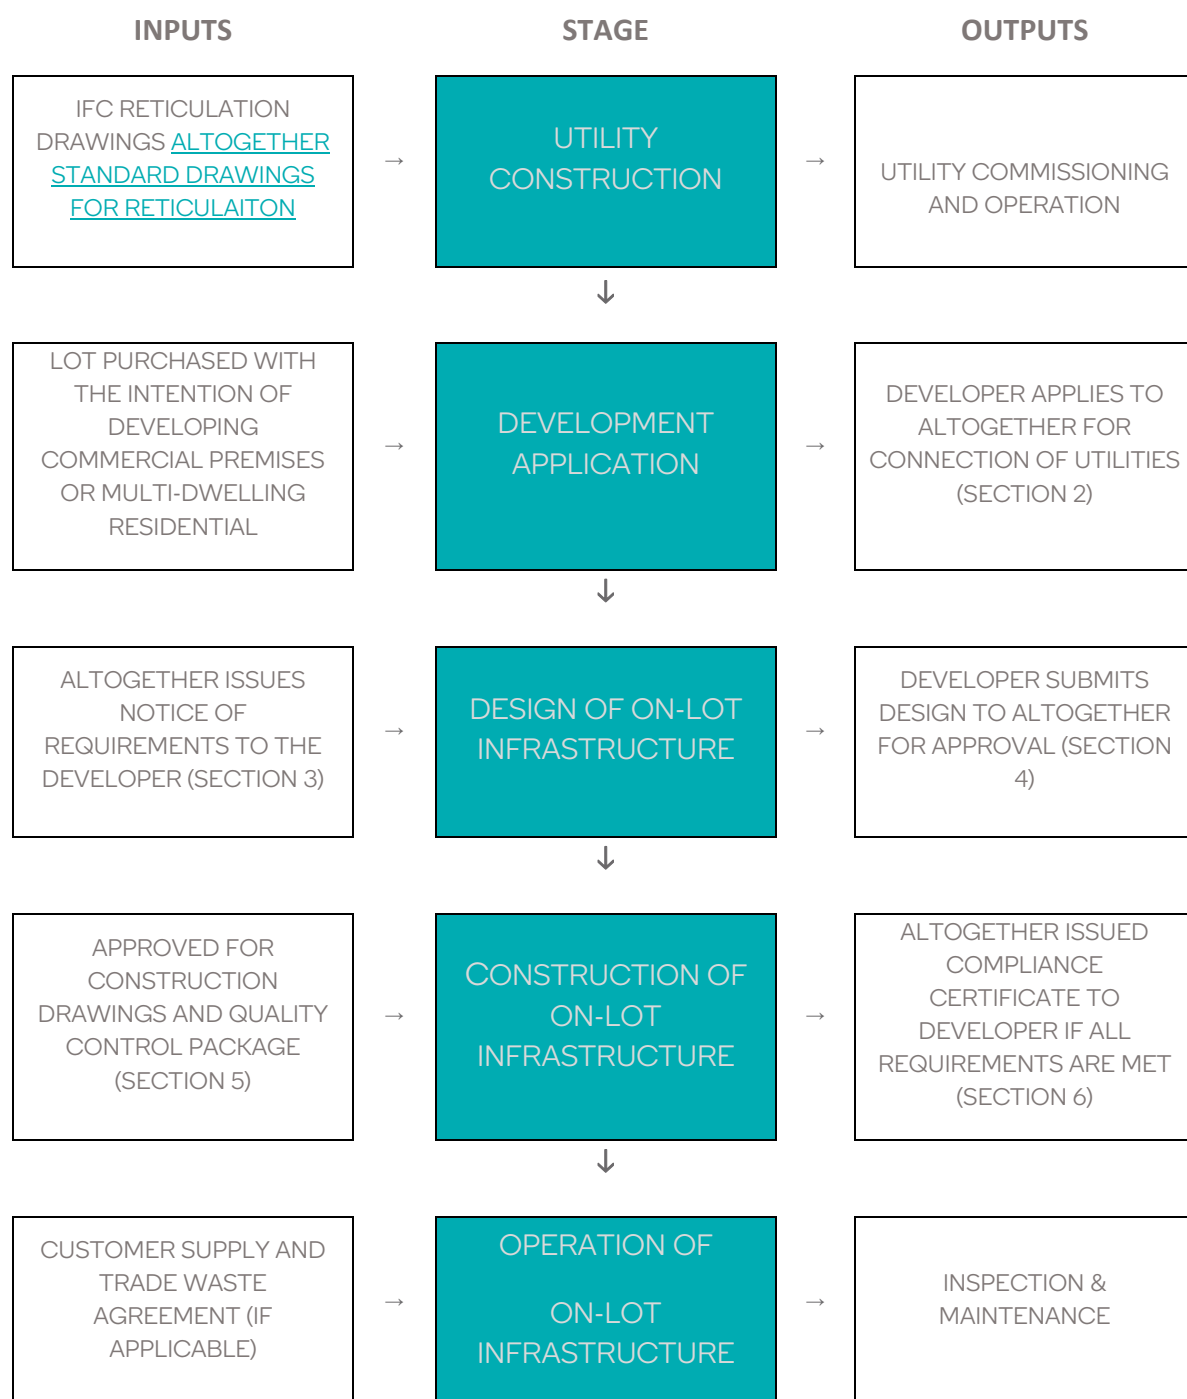 INPUTS
STAGE
OUTPUTS
IFC RETICULATION
DRAWINGS ALTOGETHER
STANDARD DRAWINGS
FOR RETICULAITON
→
UTILITY
CONSTRUCTION
→
UTILITY COMMISSIONING
AND OPERATION
↓
LOT PURCHASED WITH
THE INTENTION OF
DEVELOPING
COMMERCIAL PREMISES
OR MULTI-DWELLING
RESIDENTIAL
→
DEVELOPMENT
APPLICATION
→
DEVELOPER APPLIES TO
ALTOGETHER FOR
CONNECTION OF UTILITIES
(SECTION 2)
↓
ALTOGETHER ISSUES
NOTICE OF
REQUIREMENTS TO THE
DEVELOPER (SECTION 3)
→
DESIGN OF ON-LOT
INFRASTRUCTURE
→
DEVELOPER SUBMITS
DESIGN TO ALTOGETHER
FOR APPROVAL (SECTION
4)
↓
APPROVED FOR
CONSTRUCTION
DRAWINGS AND QUALITY
CONTROL PACKAGE
(SECTION 5)
→
CONSTRUCTION OF
ON-LOT
INFRASTRUCTURE
→
ALTOGETHER ISSUED
COMPLIANCE
CERTIFICATE TO
DEVELOPER IF ALL
REQUIREMENTS ARE MET
(SECTION 6)
↓
CUSTOMER SUPPLY AND
TRADE WASTE
AGREEMENT (IF
APPLICABLE)
→
OPERATION OF
ON-LOT
INFRASTRUCTURE
→
INSPECTION &
MAINTENANCE